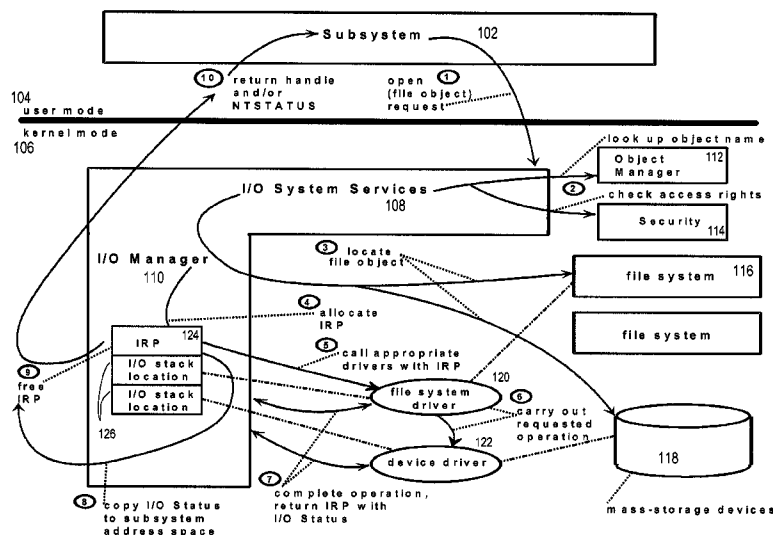 Subsystem 102
10 return handle
and/or
NTSTATUS
1 open
(file object)
request
104 user mode
kernel mode
106
look up object name
Object
Manager
112
2
check access rights
Security
114
I/O System Services
108
I/O Manager
110
3 locate
file object
file system
116
file system
4 allocate
IRP
IRP
124
I/O stack
location
I/O stack
location
126
5 call appropriate
drivers with IRP
9 free
IRP
120
file system
driver
6 carry out
requested
operation
122
device driver
118
7 complete operation,
return IRP with
I/O Status
8 copy I/O Status
to subsystem
address space
mass-storage devices